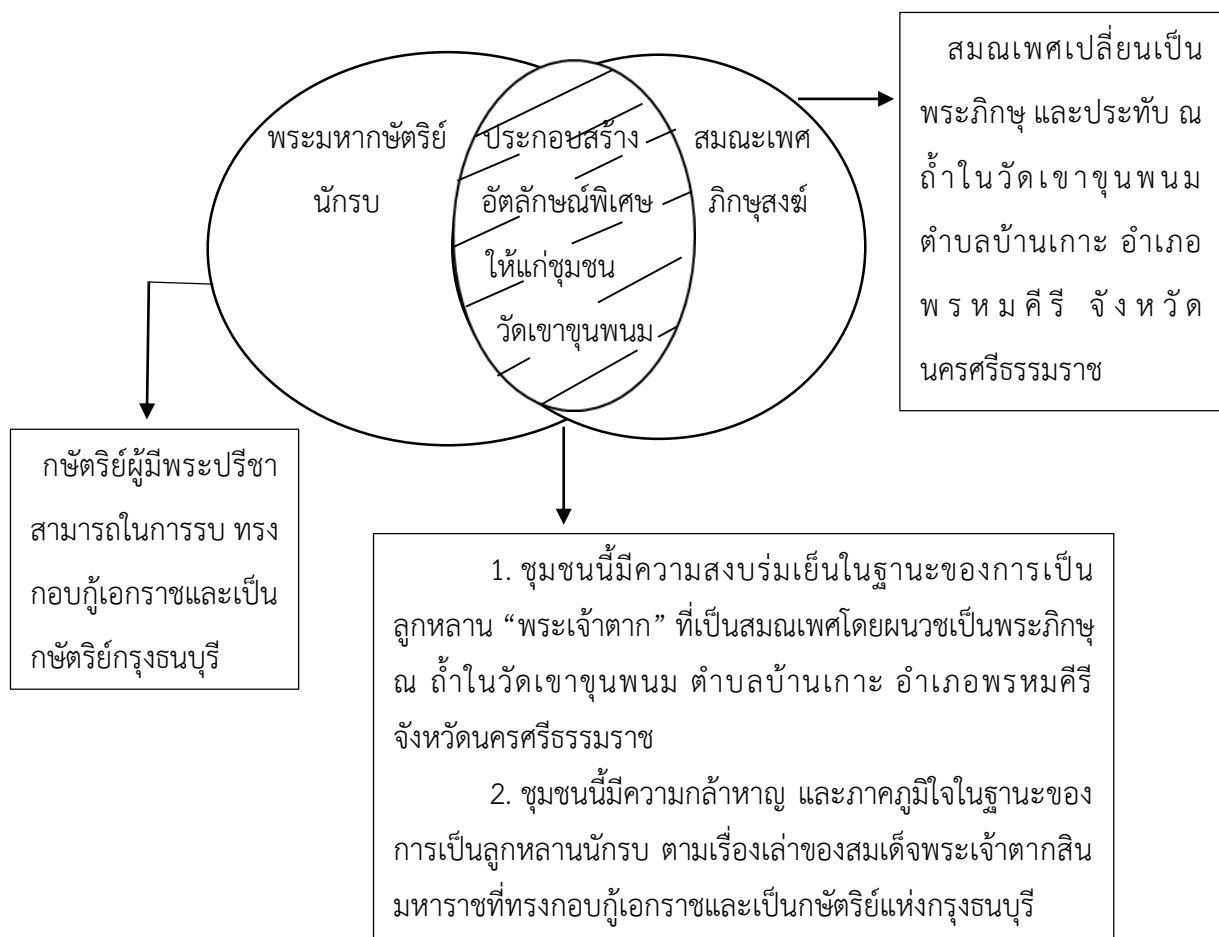 พระมหากษัตริย์
นักรบ
ประกอบสร้าง
อัตลักษณ์พิเศษ
ให้แก่ชุมชน
วัดเขาขุนพนม
สมณะเพศ
ภิกษุสงฆ์
สมณเพศเปลี่ยนเป็น
พระภิกษุ และประทับ ณ
ถ้ำในวัดเขาขุนพนม
ตำบลบ้านเกาะ อำเภอ
พรหมคีรี จังหวัด
นครศรีธรรมราช
กษัตริย์ผู้มีพระปรีชา
สามารถในการรบ ทรง
กอบกู้เอกราชและเป็น
กษัตริย์กรุงธนบุรี
1. ชุมชนนี้มีความสงบร่มเย็นในฐานะของการเป็น
ลูกหลาน “พระเจ้าตาก” ที่เป็นสมณเพศโดยผนวชเป็นพระภิกษุ
ณ ถ้ำในวัดเขาขุนพนม ตำบลบ้านเกาะ อำเภอพรหมคีรี
จังหวัดนครศรีธรรมราช
2. ชุมชนนี้มีความกล้าหาญ และภาคภูมิใจในฐานะของ
การเป็นลูกหลานนักรบ ตามเรื่องเล่าของสมเด็จพระเจ้าตากสิน
มหาราชที่ทรงกอบกู้เอกราชและเป็นกษัตริย์แห่งกรุงธนบุรี